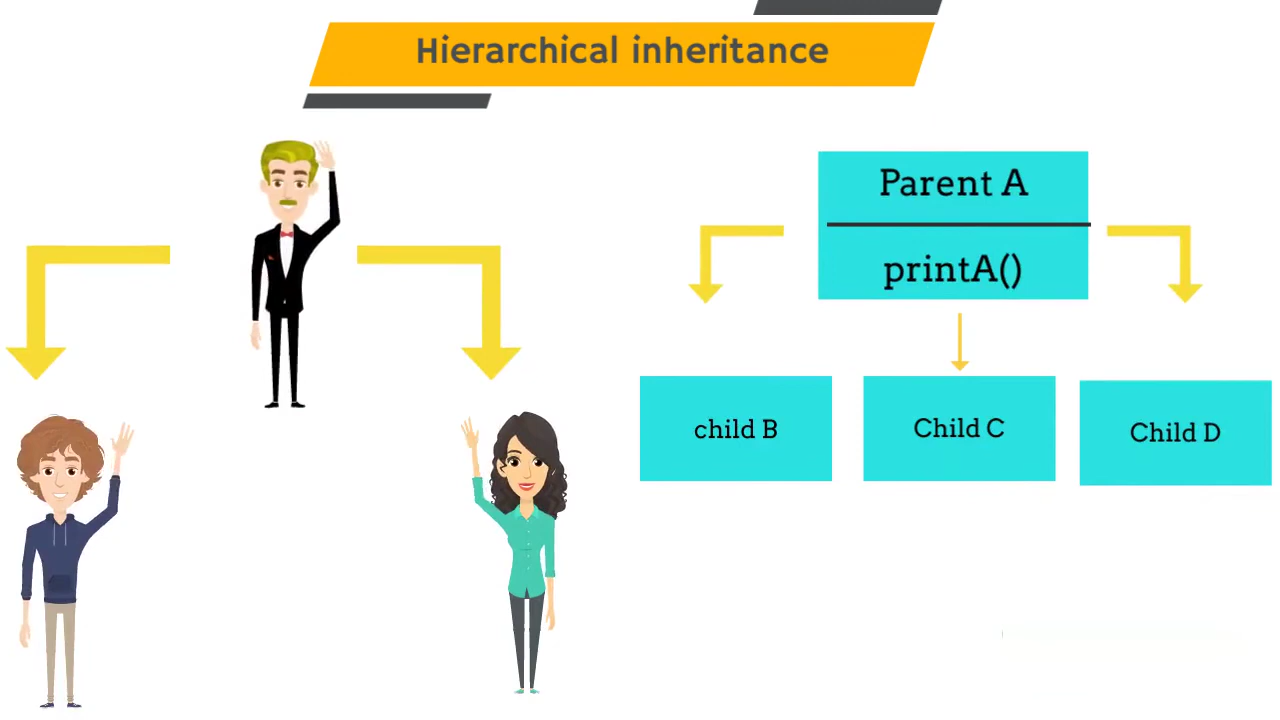 Hierarchical inheritance
Parent A
printA()
child B
Child C
Child D